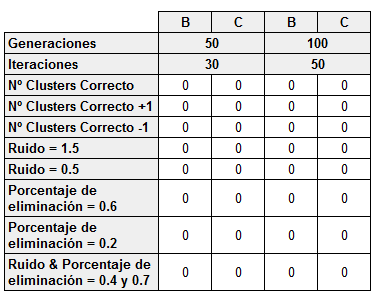 B C B C
Generaciones 50 100
Iteraciones 30 50
Nº Clusters Correcto 0 0 0 0
Nº Clusters Correcto +1 0 0 0 0
Nº Clusters Correcto -1 0 0 0 0
Ruido = 1.5 0 0 0 0
Ruido = 0.5 0 0 0 0
Porcentaje de
eliminación = 0.6 0 0 0 0
Porcentaje de
eliminación = 0.2 0 0 0 0
Ruido & Porcentaje de
eliminación = 0.4 y 0.7 0 0 0 0